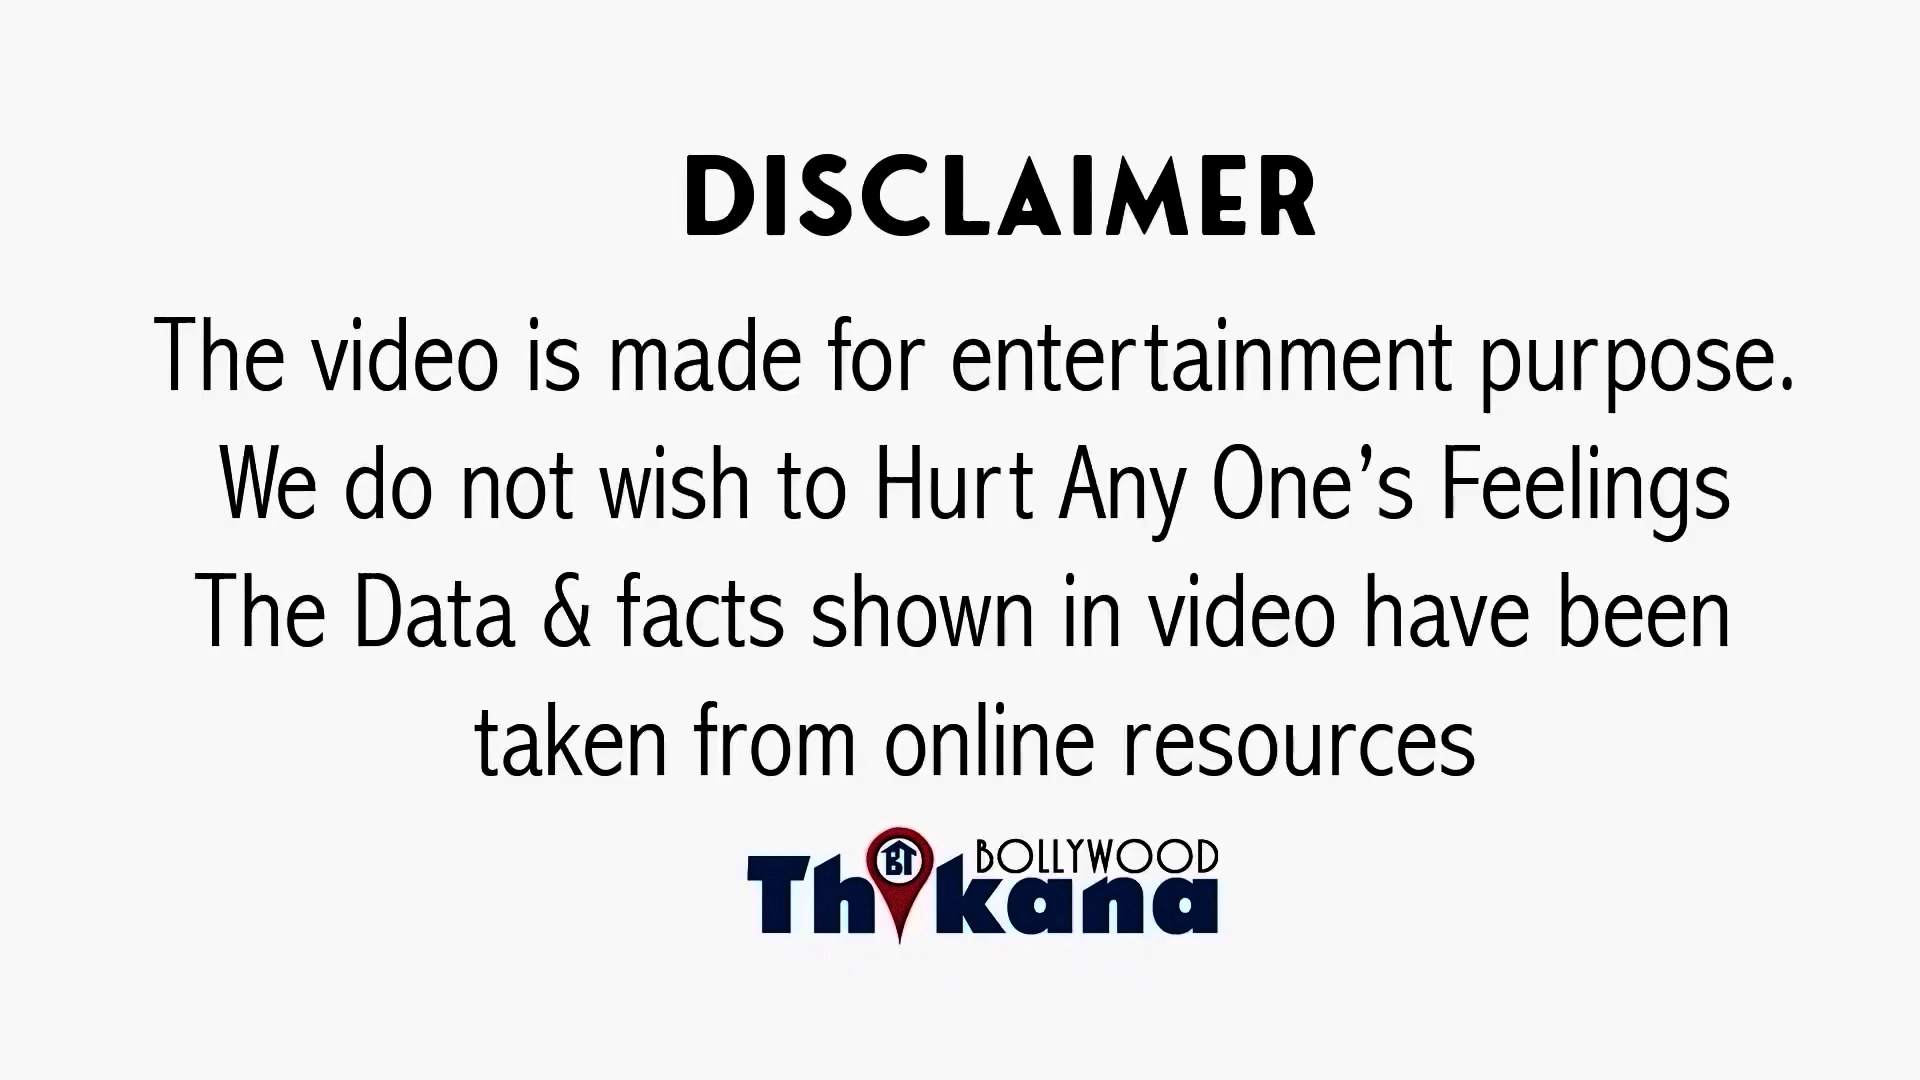 DISCLAIMER
The video is made for entertainment purpose.
We do not wish to Hurt Any One’s Feelings
The Data & facts shown in video have been
taken from online resources
BT
BOLLYWOOD
Thikana